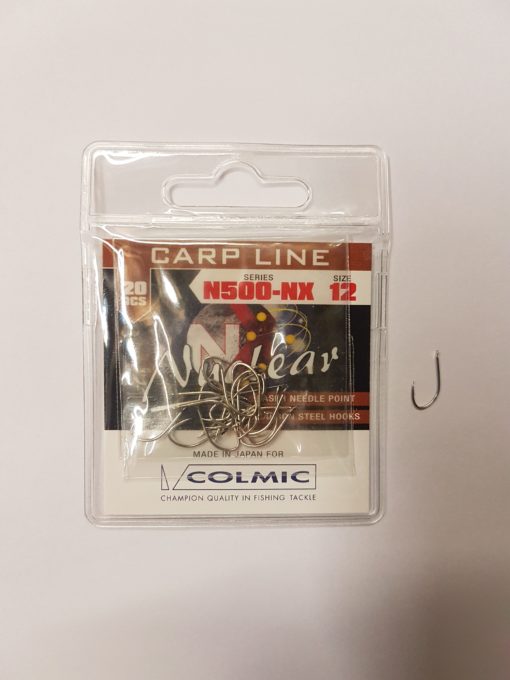 CARP LINE
20 PCS
SERIES
N500-NX
SIZE
12
N
Nuclear
NEEDLE POINT
STEEL HOOKS
MADE IN JAPAN FOR
COLMIC
CHAMPION QUALITY IN FISHING TACKLE